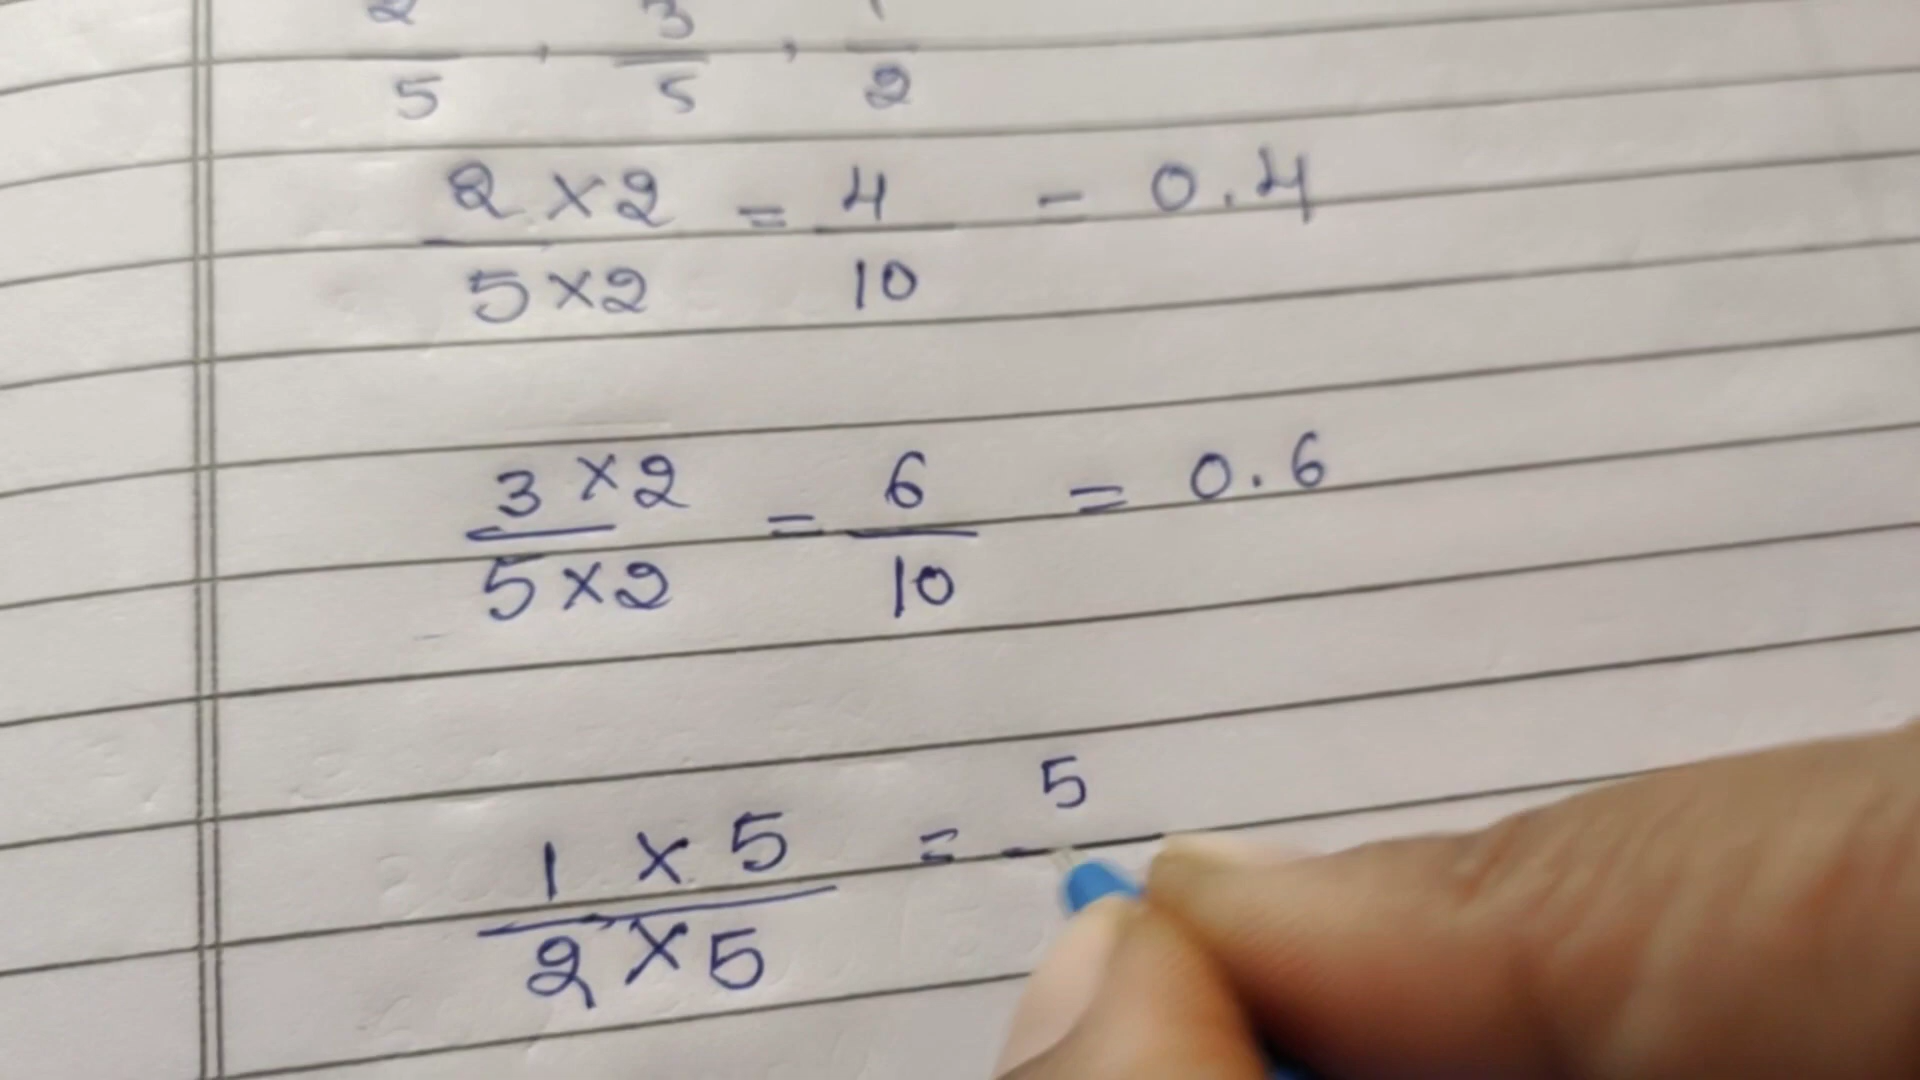 2/5 , 3/5 , 1/2
2 × 2 / 5 × 2 = 4/10 - 0.4
3 × 2 / 5 × 2 = 6/10 = 0.6
1 × 5 / 2 × 5 = 5